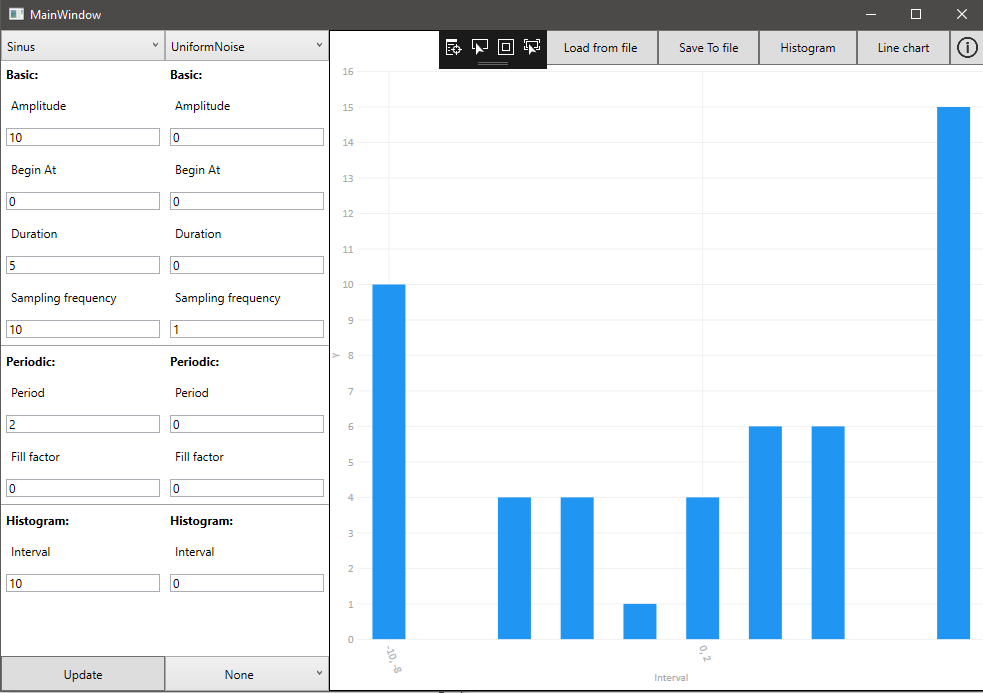 MainWindow
Sinus
UniformNoise
Load from file
Save To file
Histogram
Line chart
Basic:
Basic:
Amplitude
Amplitude
10
0
Begin At
Begin At
0
0
Duration
Duration
5
0
Sampling frequency
Sampling frequency
10
1
Periodic:
Periodic:
Period
Period
2
0
Fill factor
Fill factor
0
0
Histogram:
Histogram:
Interval
Interval
10
0
Update
None
16
15
14
13
12
11
10
9
8
7
6
5
4
3
2
1
0
Y
-10, -8
0, 2
Interval